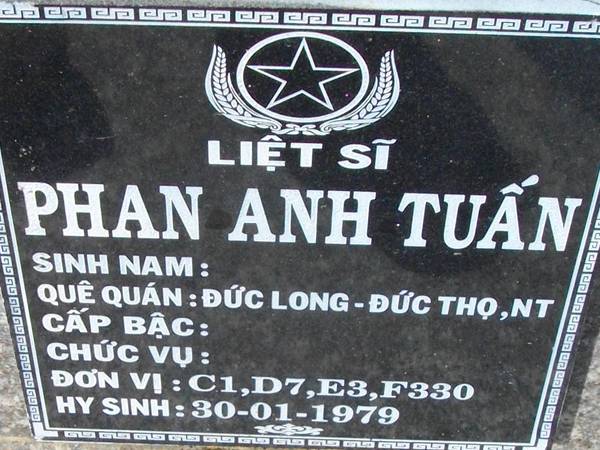 LIỆT SĨ
PHAN ANH TUẤN
SINH NAM :
QUÊ QUÁN : ĐỨC LONG - ĐỨC THỌ, NT
CẤP BẬC :
CHỨC VỤ :
ĐƠN VỊ : C1,D7,E3,F330
HY SINH : 30-01-1979